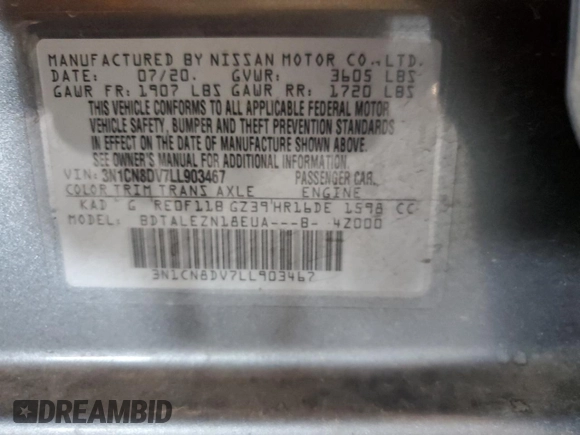 MANUFACTURED BY NISSAN MOTOR CO., LTD.
DATE: 07/20. GVWR: 3605 LBS
GAWR FR: 1907 LBS GAWR RR: 1720 LBS
THIS VEHICLE CONFORMS TO ALL APPLICABLE FEDERAL MOTOR
VEHICLE SAFETY, BUMPER AND THEFT PREVENTION STANDARDS
IN EFFECT ON THE DATE OF MANUFACTURED SHOWN ABOVE.
SEE OWNER'S MANUAL FOR ADDITIONAL INFORMATION
VIN: 3N1CN8DV7LL903467 PASSENGER CAR
COLOR TRIM TRANS AXLE ENGINE
KAD G RE0F11B GZ39 HR16DE 1598 CC
MODEL: BDTALEZN18EUA---B- 42000
3N1CN8DV7LL903467
DREAMBID